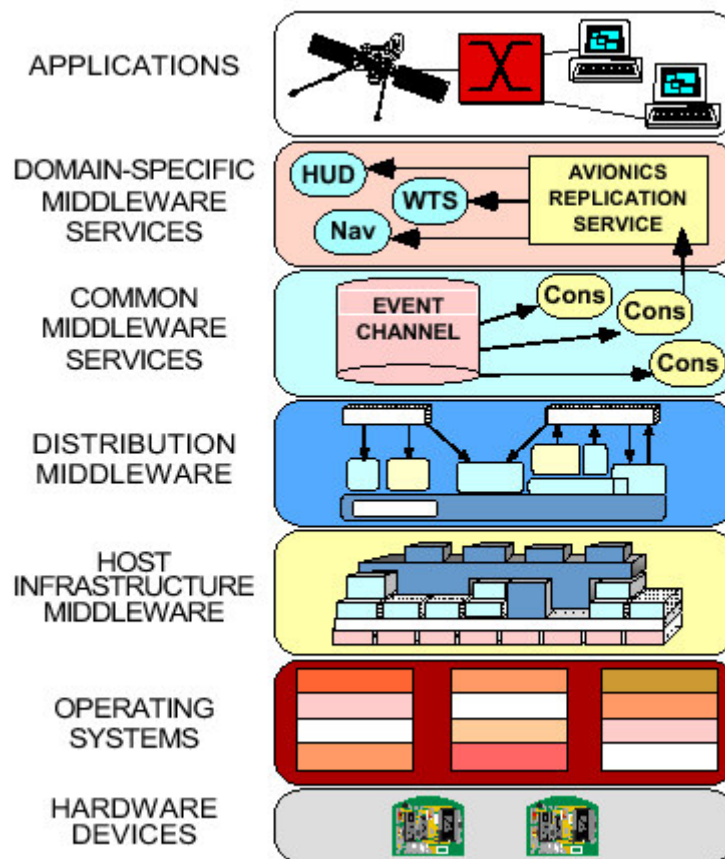 APPLICATIONS
DOMAIN-SPECIFIC
MIDDLEWARE
SERVICES
HUD
WTS
Nav
AVIONICS
REPLICATION
SERVICE
COMMON
MIDDLEWARE
SERVICES
EVENT
CHANNEL
Cons
Cons
Cons
DISTRIBUTION
MIDDLEWARE
HOST
INFRASTRUCTURE
MIDDLEWARE
OPERATING
SYSTEMS
HARDWARE
DEVICES